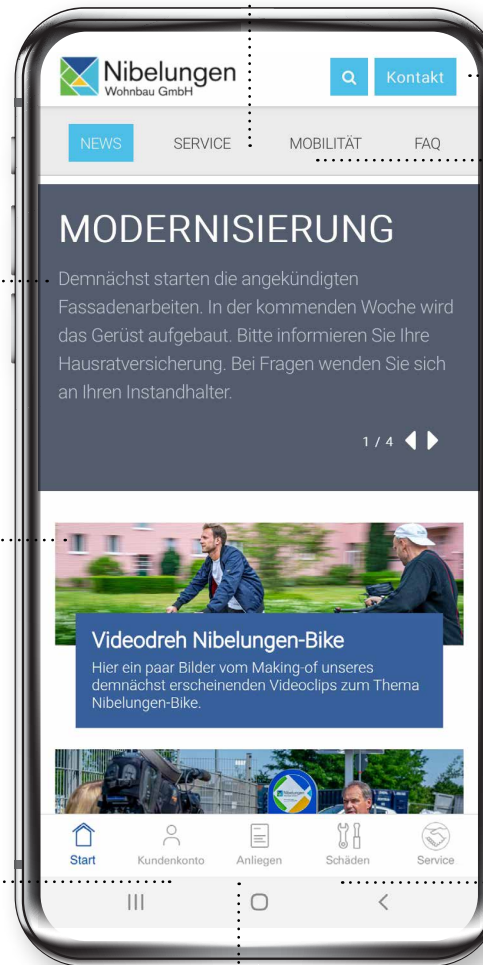 Nibelungen
Wohnbau GmbH
Kontakt
NEWS SERVICE MOBILITÄT FAQ
MODERNISIERUNG
Demnächst starten die angekündigten
Fassadenarbeiten. In der kommenden Woche wird
das Gerüst aufgebaut. Bitte informieren Sie Ihre
Hausratversicherung. Bei Fragen wenden Sie sich
an Ihren Instandhalter.
1 / 4
Videodreh Nibelungen-Bike
Hier ein paar Bilder vom Making-of unseres
demnächst erscheinenden Videoclips zum Thema
Nibelungen-Bike.
Nibelungen
Start Kundenkonto Anliegen Schäden Service